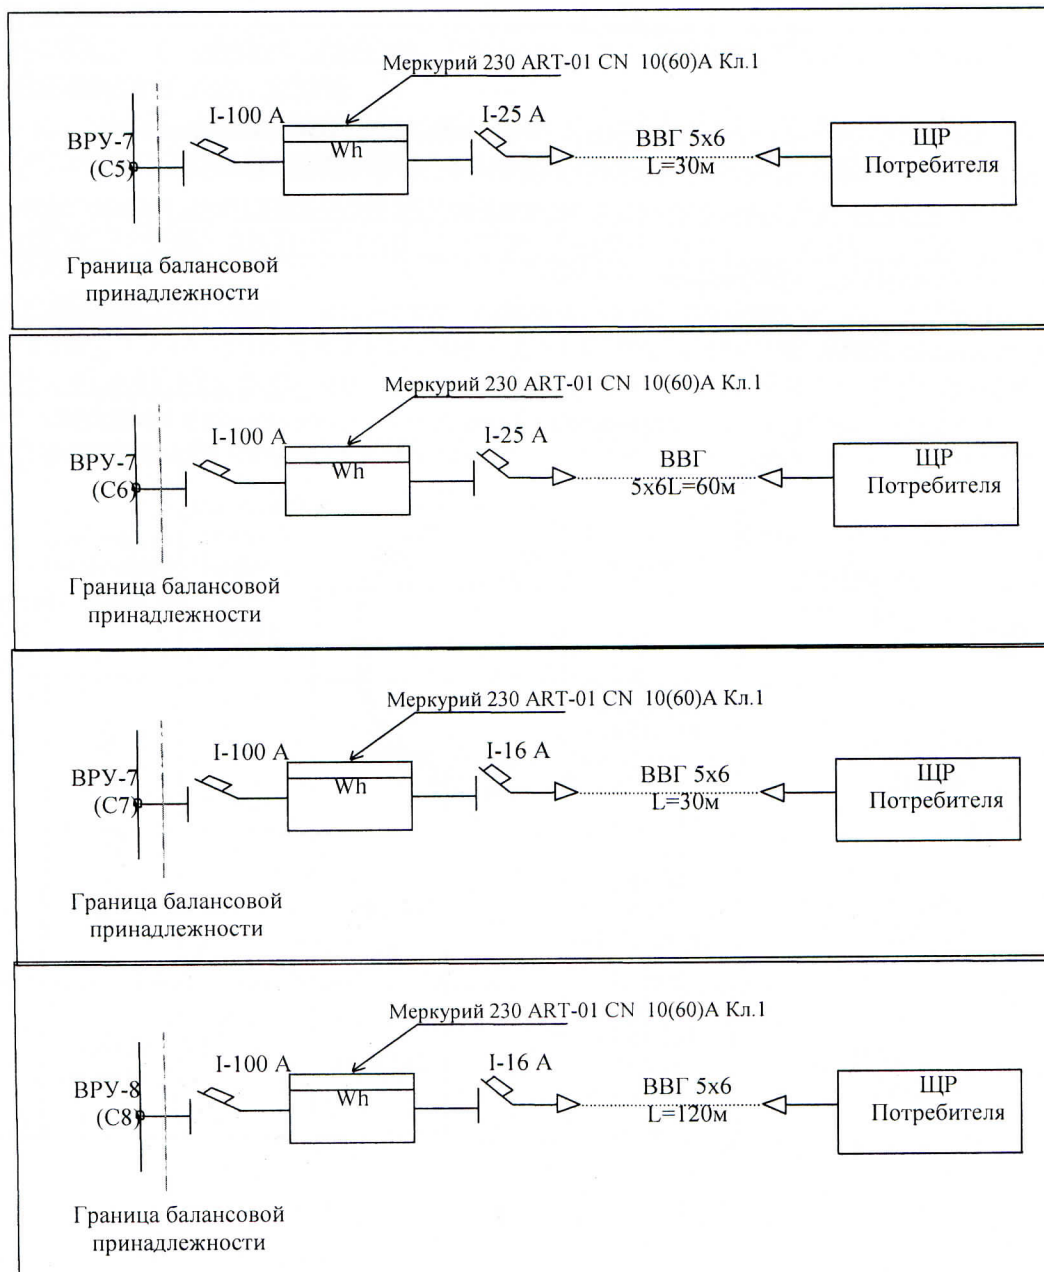 Меркурий 230 ART-01 CN 10(60)А Кл.1
I-100 А
I-25 А
ВРУ-7
(С5)
Wh
ВВГ 5х6
L=30м
ЩР
Потребителя
Граница балансовой
принадлежности
Меркурий 230 ART-01 CN 10(60)А Кл.1
I-100 А
I-25 А
ВРУ-7
(С6)
Wh
ВВГ
5х6L=60м
ЩР
Потребителя
Граница балансовой
принадлежности
Меркурий 230 ART-01 CN 10(60)А Кл.1
I-100 А
I-16 А
ВРУ-7
(С7)
Wh
ВВГ 5х6
L=30м
ЩР
Потребителя
Граница балансовой
принадлежности
Меркурий 230 ART-01 CN 10(60)А Кл.1
I-100 А
I-16 А
ВРУ-8
(С8)
Wh
ВВГ 5х6
L=120м
ЩР
Потребителя
Граница балансовой
принадлежности